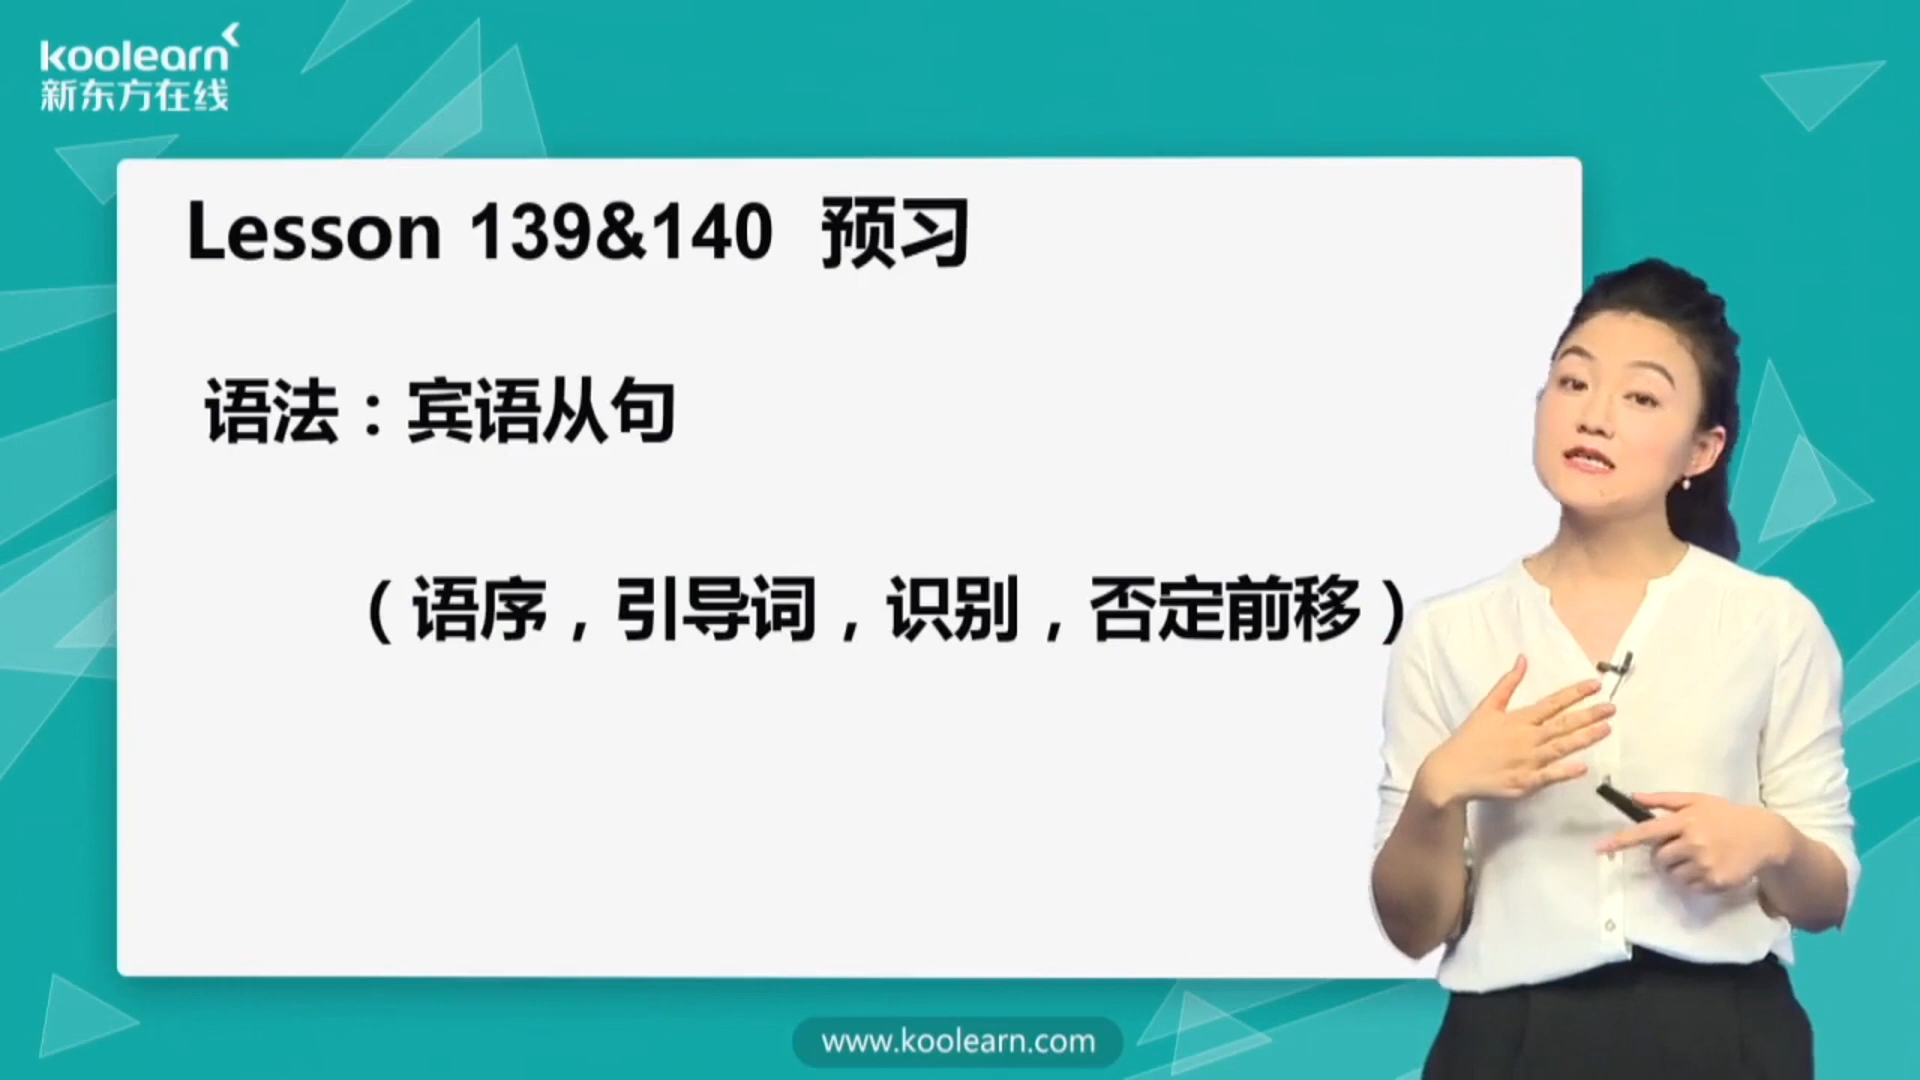 koolearn
新东方在线
Lesson 139&140 预习
语法：宾语从句
（语序，引导词，识别，否定前移）
www.koolearn.com